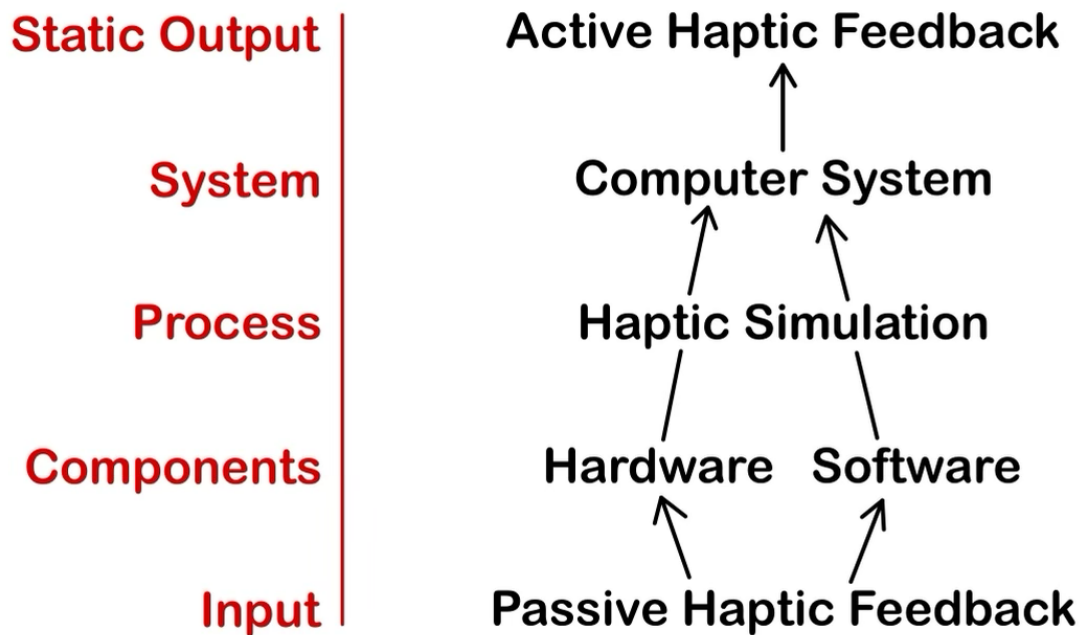 Static Output
Active Haptic Feedback
System
Computer System
Process
Haptic Simulation
Components
Hardware Software
Input
Passive Haptic Feedback